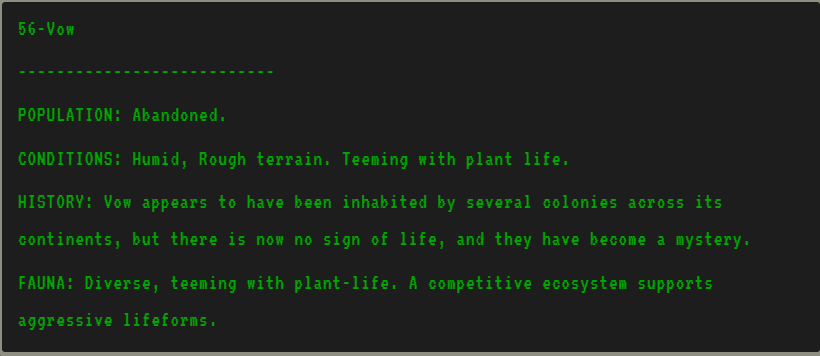 56-Vow
---------------------------
POPULATION: Abandoned.
CONDITIONS: Humid, Rough terrain. Teeming with plant life.
HISTORY: Vow appears to have been inhabited by several colonies across its
continents, but there is now no sign of life, and they have become a mystery.
FAUNA: Diverse, teeming with plant-life. A competitive ecosystem supports
aggressive lifeforms.